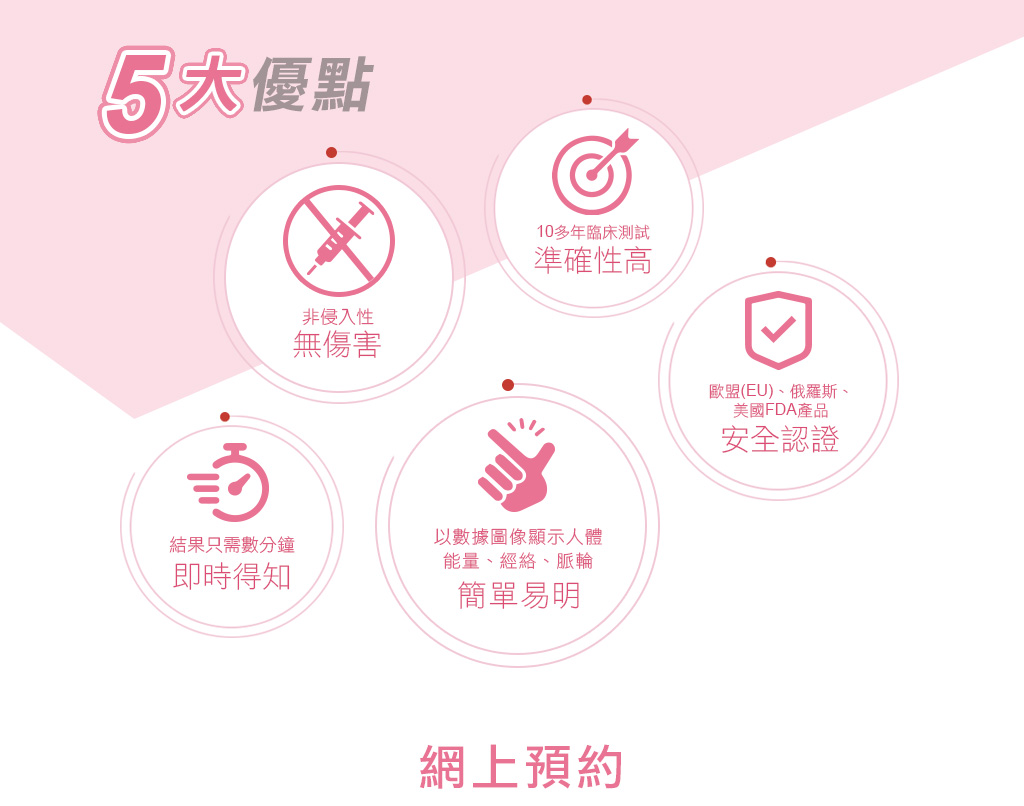 5大優點
非侵入性
無傷害
10多年臨床測試
準確性高
歐盟(EU)、俄羅斯、
美國FDA產品
安全認證
結果只需數分鐘
即時得知
以數據圖像顯示人體
能量、經絡、脈輪
簡單易明
網上預約